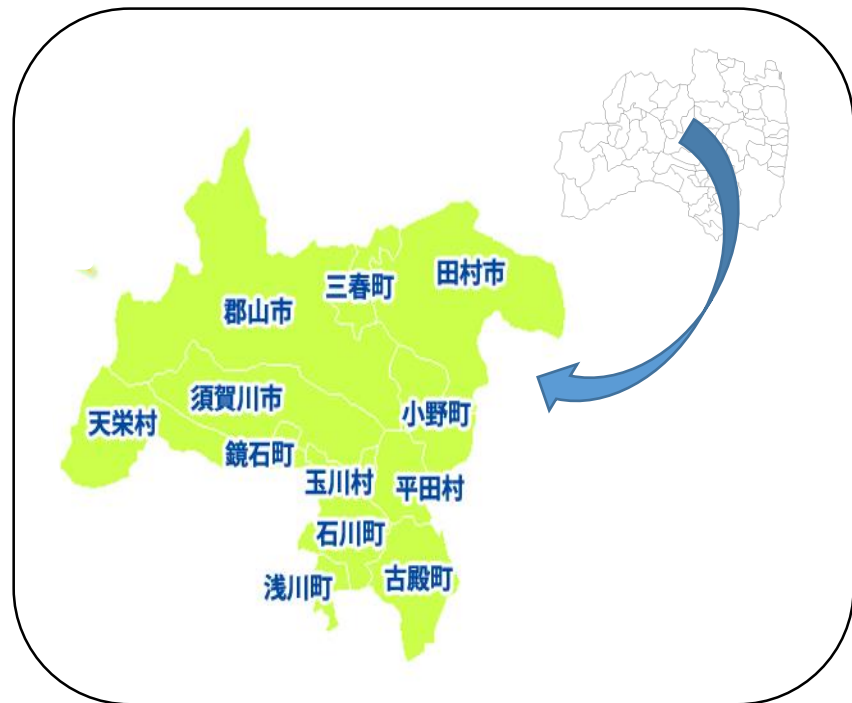 田村市
三春町
郡山市
須賀川市
天栄村
小野町
鏡石町
玉川村
平田村
石川町
古殿町
浅川町